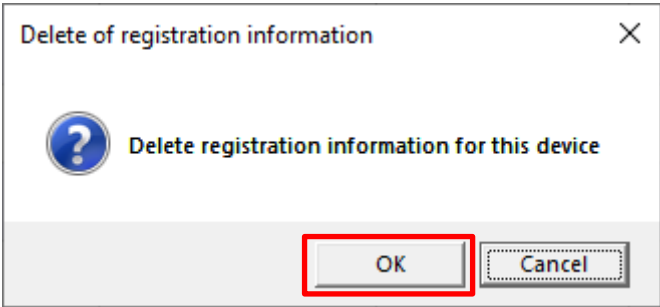 Delete of registration information
Delete registration information for this device
OK
Cancel